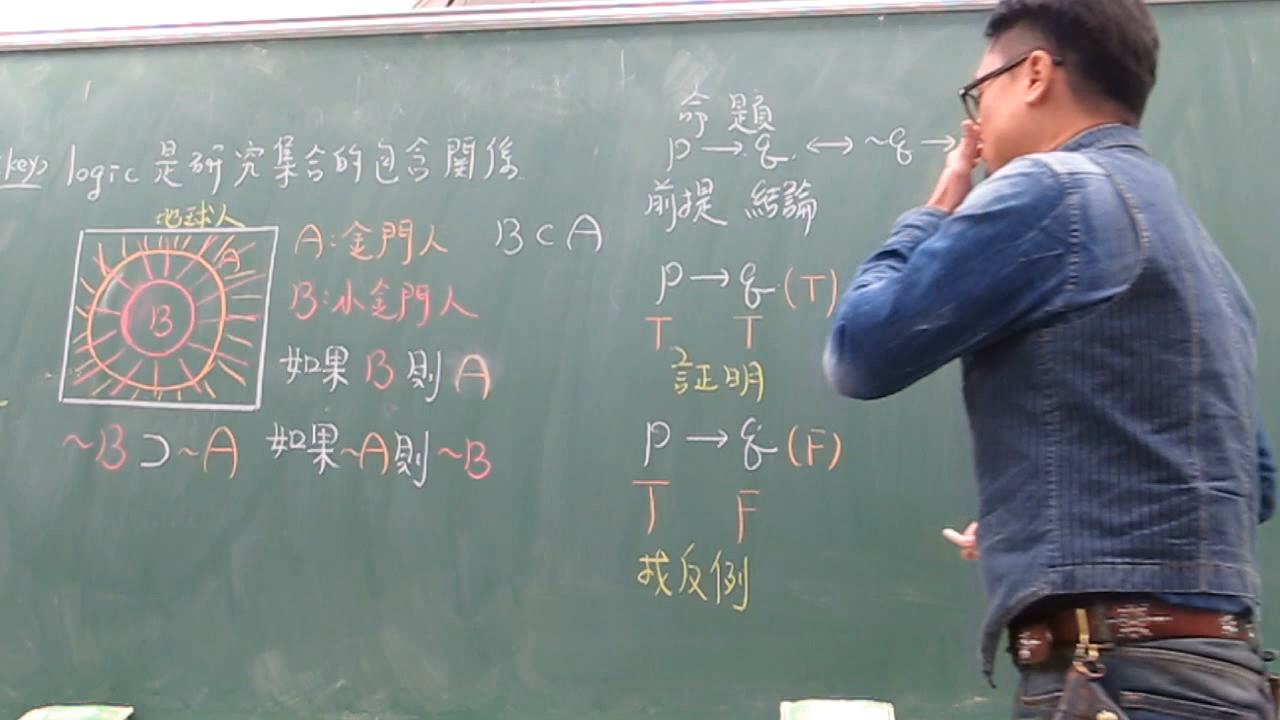 <key> logic 是研究集合的包含關係
地球人
A
B
A:金門人 B⊂A
B:小金門人
如果 B 則 A
~B⊃~A 如果~A則~B
命題
p→q ↔ ~q→
前提 結論
p→q (T)
T T
證明
p→q (F)
T F
找反例